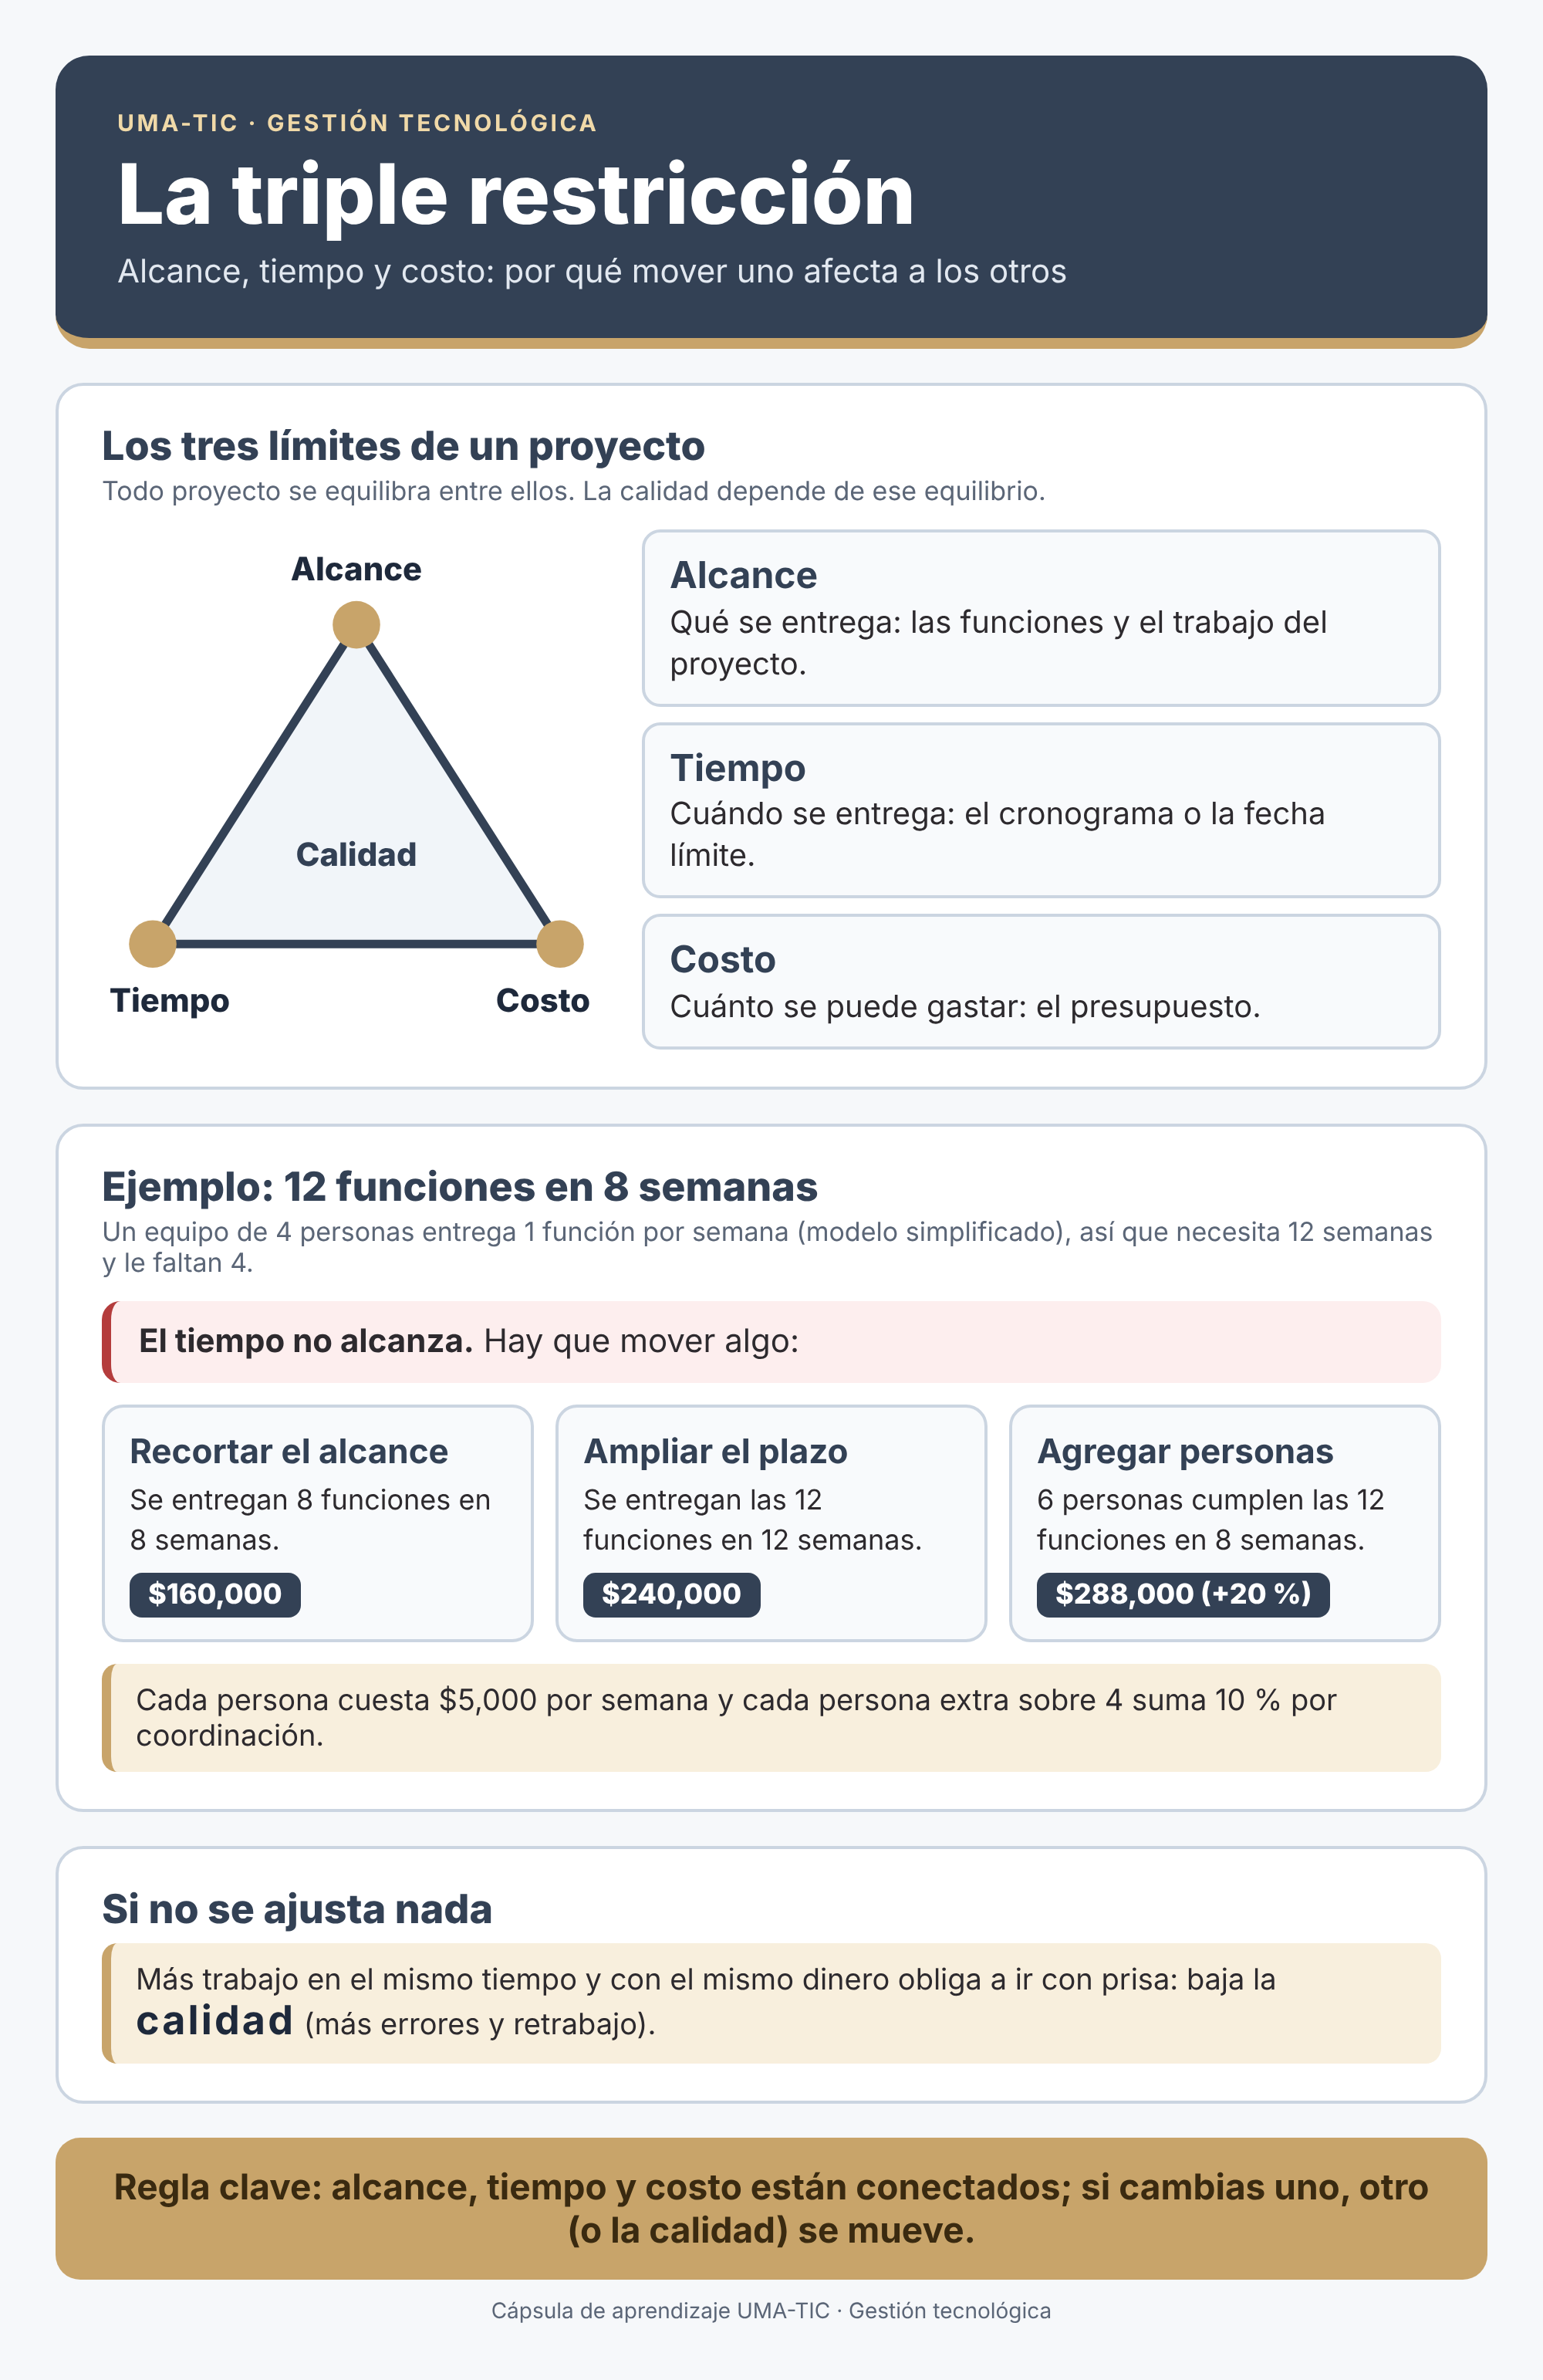 UMA-TIC · GESTIÓN TECNOLÓGICA
La triple restricción
Alcance, tiempo y costo: por qué mover uno afecta a los otros
Los tres límites de un proyecto
Todo proyecto se equilibra entre ellos. La calidad depende de ese equilibrio.
Alcance
Calidad
Tiempo
Costo
Alcance
Qué se entrega: las funciones y el trabajo del
proyecto.
Tiempo
Cuándo se entrega: el cronograma o la fecha
límite.
Costo
Cuánto se puede gastar: el presupuesto.
Ejemplo: 12 funciones en 8 semanas
Un equipo de 4 personas entrega 1 función por semana (modelo simplificado), así que necesita 12 semanas
y le faltan 4.
El tiempo no alcanza. Hay que mover algo:
Recortar el alcance
Se entregan 8 funciones en
8 semanas.
$160,000
Ampliar el plazo
Se entregan las 12
funciones en 12 semanas.
$240,000
Agregar personas
6 personas cumplen las 12
funciones en 8 semanas.
$288,000 (+20 %)
Cada persona cuesta $5,000 por semana y cada persona extra sobre 4 suma 10 % por
coordinación.
Si no se ajusta nada
Más trabajo en el mismo tiempo y con el mismo dinero obliga a ir con prisa: baja la
calidad (más errores y retrabajo).
Regla clave: alcance, tiempo y costo están conectados; si cambias uno, otro
(o la calidad) se mueve.
Cápsula de aprendizaje UMA-TIC · Gestión tecnológica